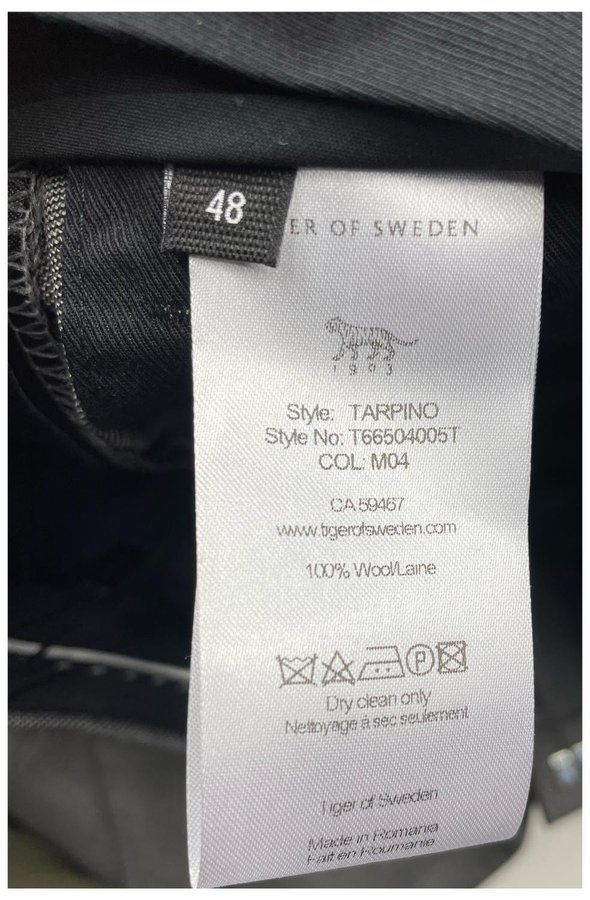 48
ER OF SWEDEN
1903
Style: TARPINO
Style No: T66504005T
COL: M04
CA 59467
www.tigerofsweden.com
100% Wool/Laine
P
Dry clean only
Nettoyage à sec seulement
Tiger of Sweden
Made in Romania
Fait en Roumanie